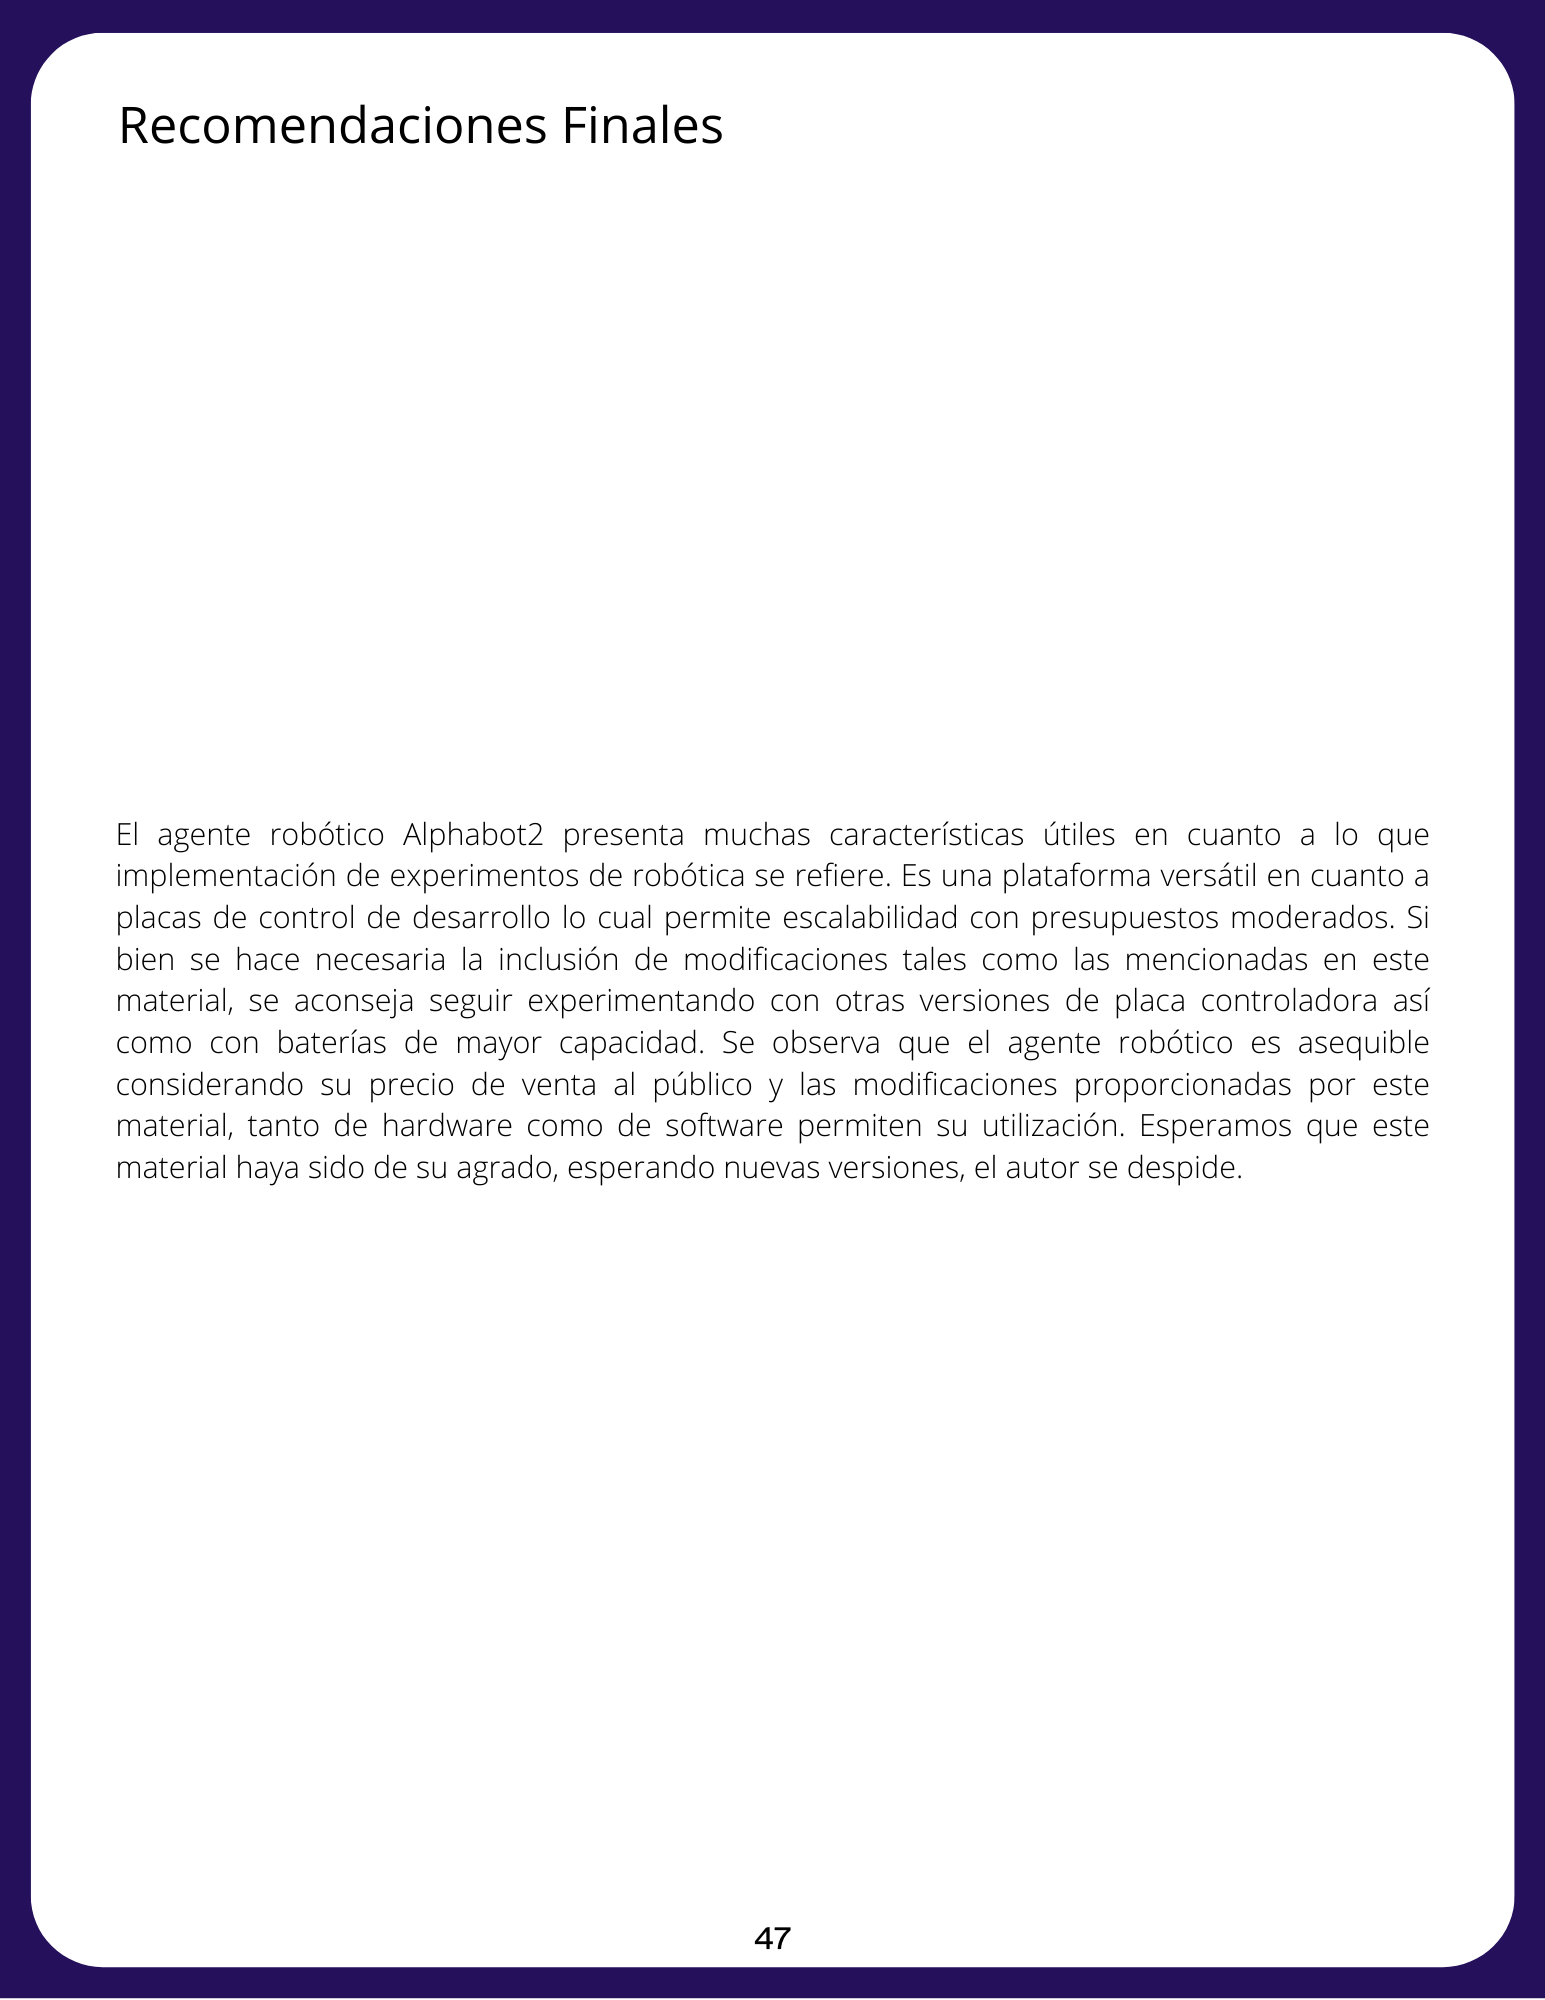 Recomendaciones Finales
El agente robótico Alphabot2 presenta muchas características útiles en cuanto a lo que
implementación de experimentos de robótica se refiere. Es una plataforma versátil en cuanto a
placas de control de desarrollo lo cual permite escalabilidad con presupuestos moderados. Si
bien se hace necesaria la inclusión de modificaciones tales como las mencionadas en este
material, se aconseja seguir experimentando con otras versiones de placa controladora así
como con baterías de mayor capacidad. Se observa que el agente robótico es asequible
considerando su precio de venta al público y las modificaciones proporcionadas por este
material, tanto de hardware como de software permiten su utilización. Esperamos que este
material haya sido de su agrado, esperando nuevas versiones, el autor se despide.
47